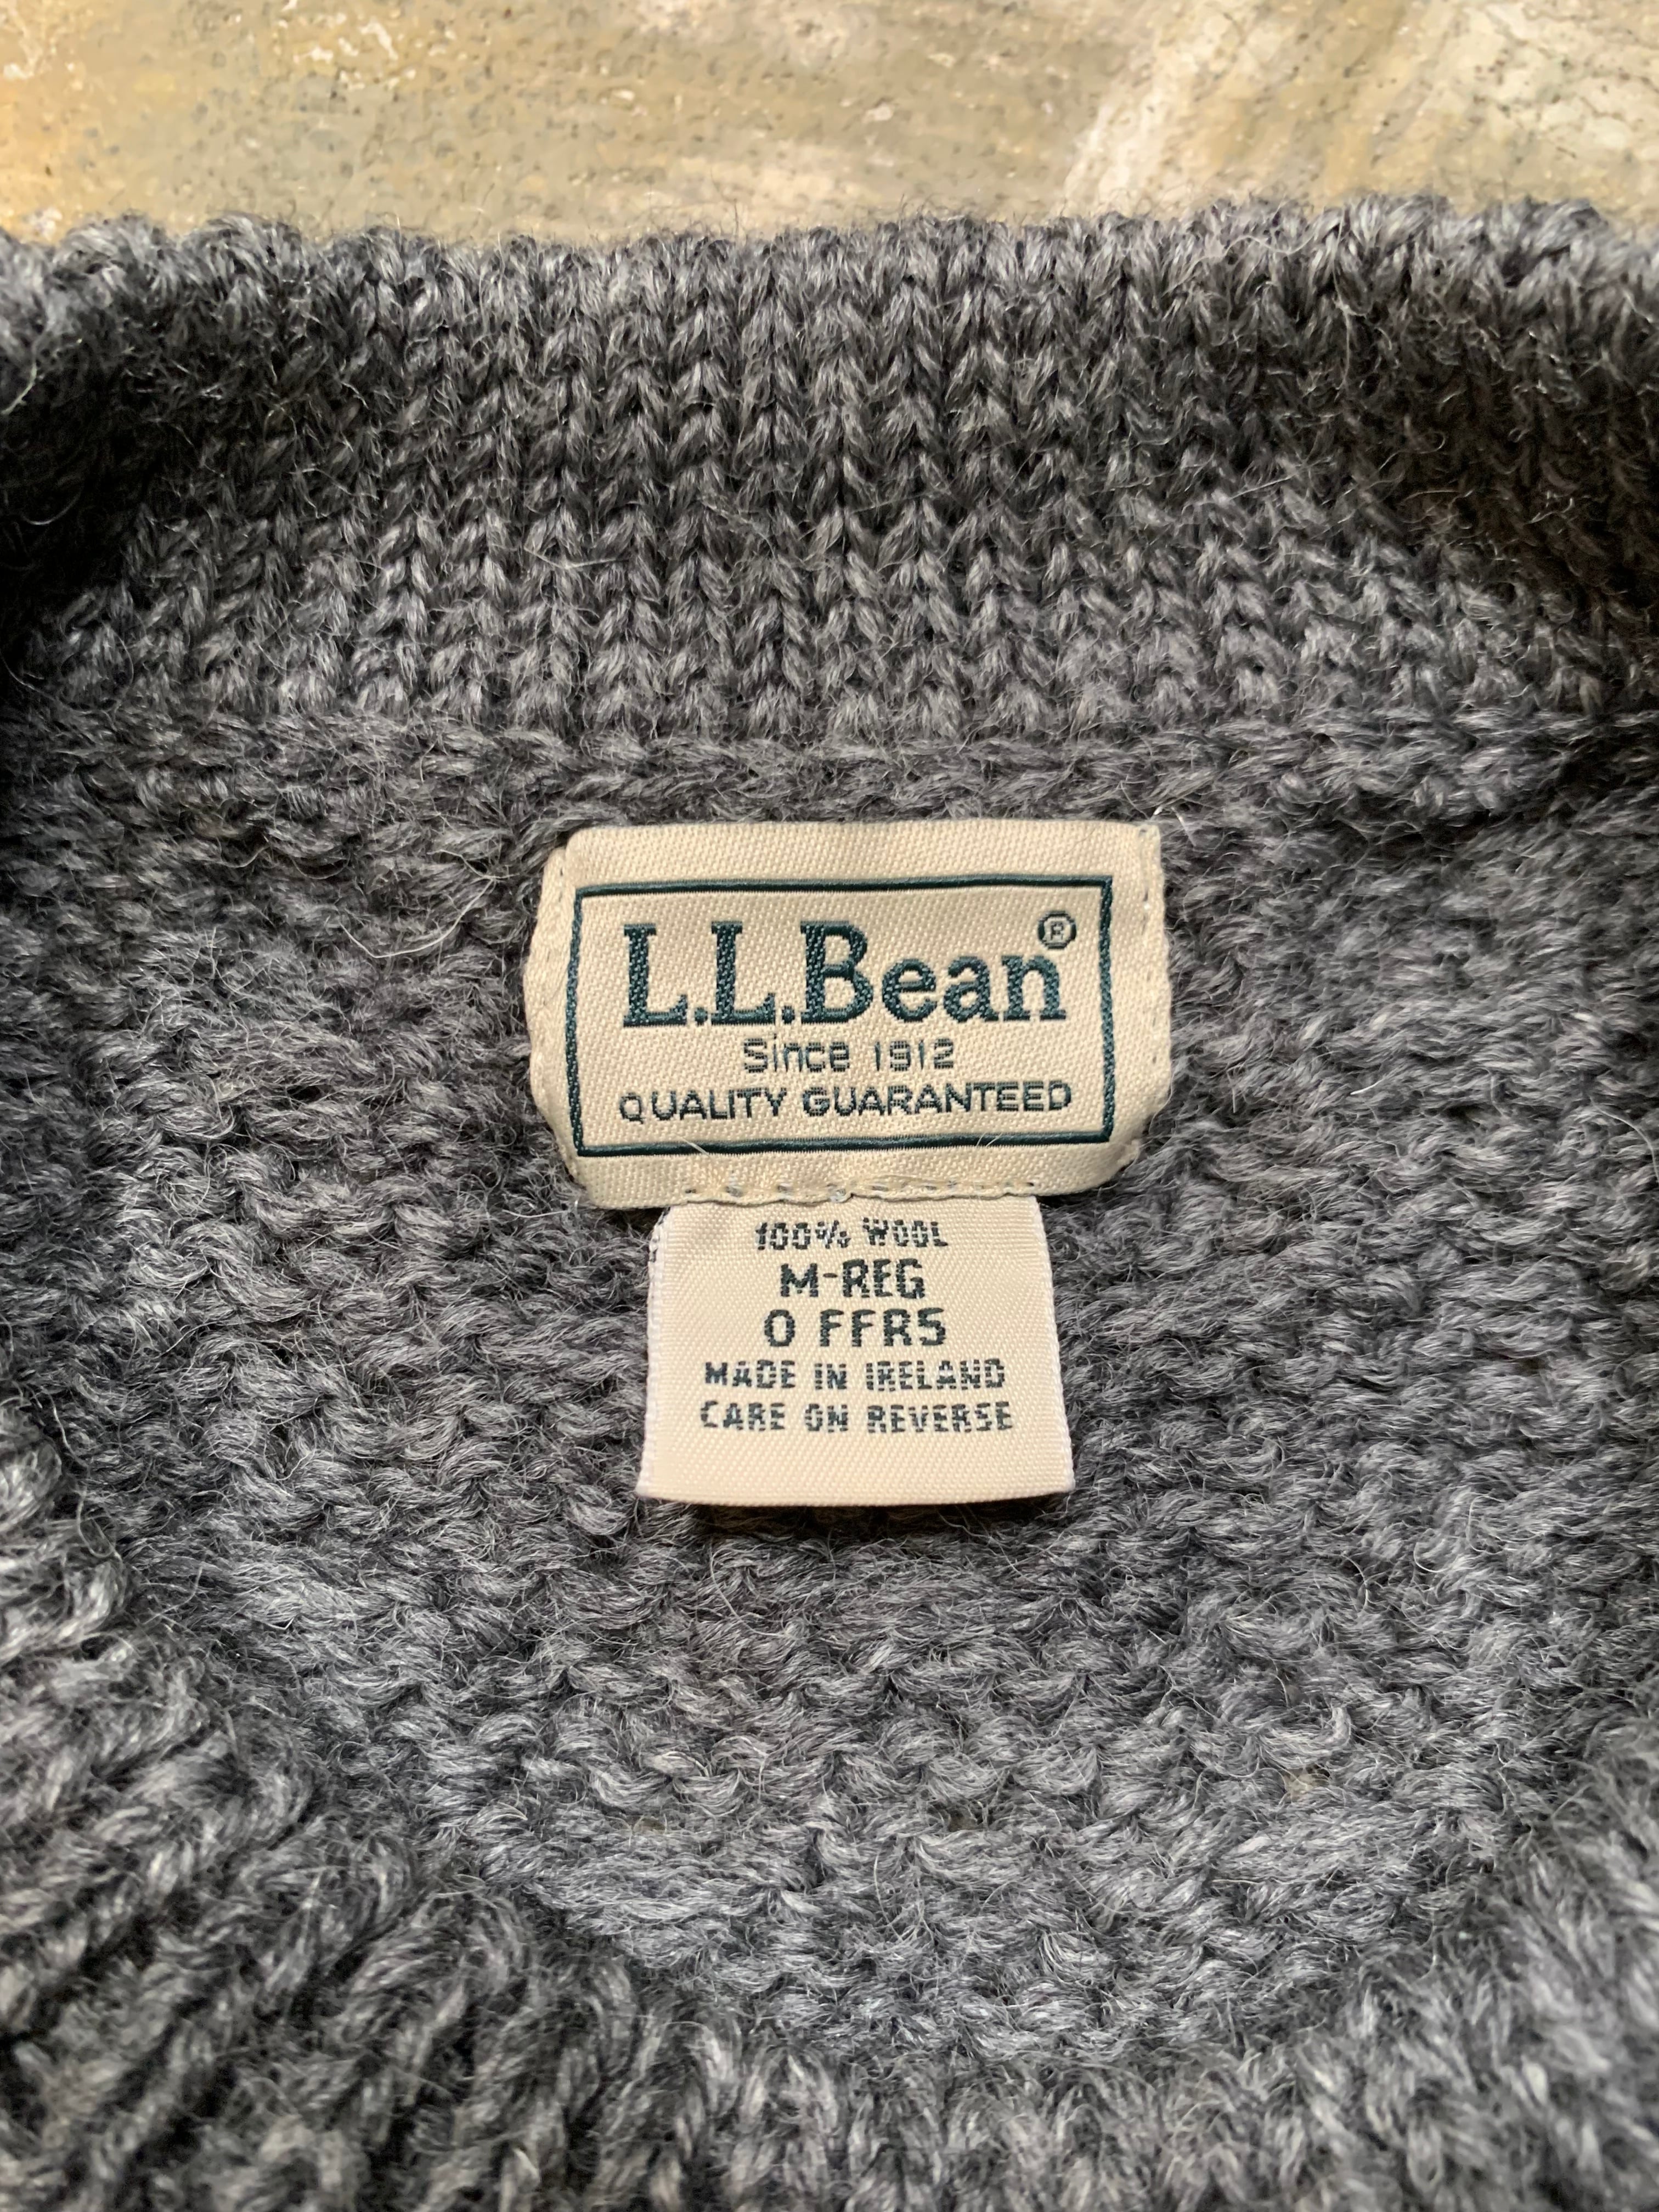 L.L.Bean®
Since 1912
QUALITY GUARANTEED
100% WOOL
M-REG
0 FFR5
MADE IN IRELAND
CARE ON REVERSE